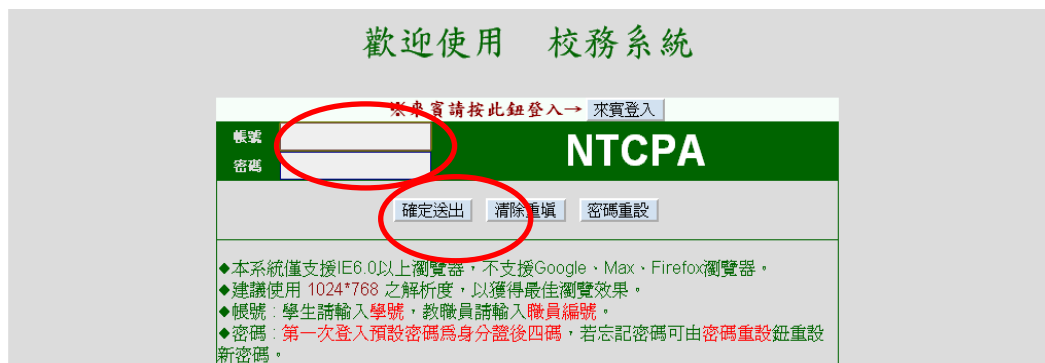 歡迎使用 校務系統
※來賓請按此鈕登入→ 來賓登入
帳號
NTCPA
密碼
確定送出 清除重填 密碼重設
◆本系統僅支援IE6.0以上瀏覽器，不支援Google、Max、Firefox瀏覽器。
◆建議使用 1024*768 之解析度，以獲得最佳瀏覽效果。
◆帳號：學生請輸入學號，教職員請輸入職員編號。
◆密碼：第一次登入預設密碼為身分證後四碼，若忘記密碼可由密碼重設鈕重設
新密碼。